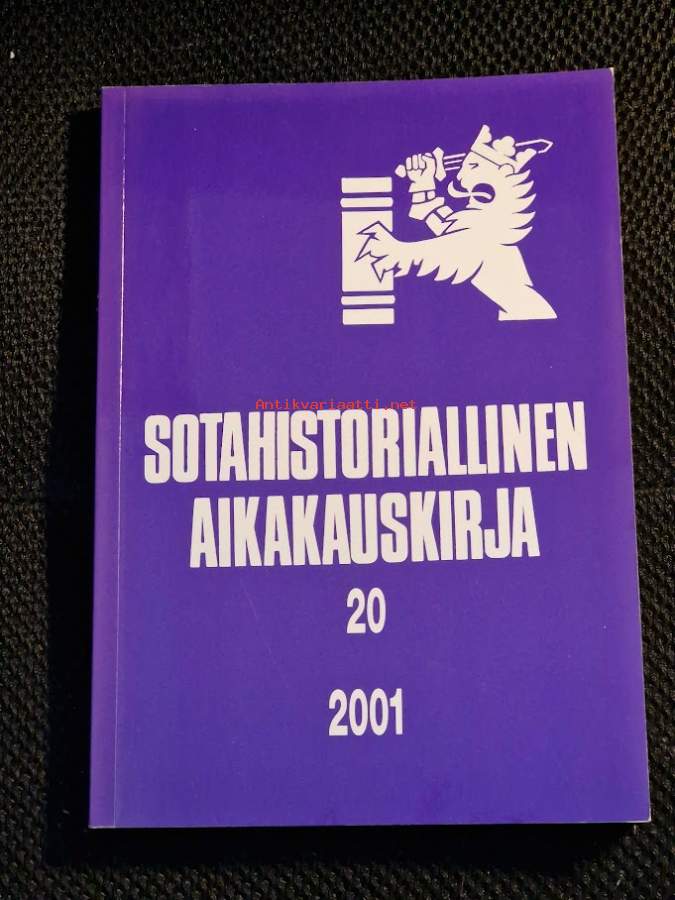 Antikvariaatti.net
SOTAHISTORIALLINEN
AIKAKAUSKIRJA
20
2001